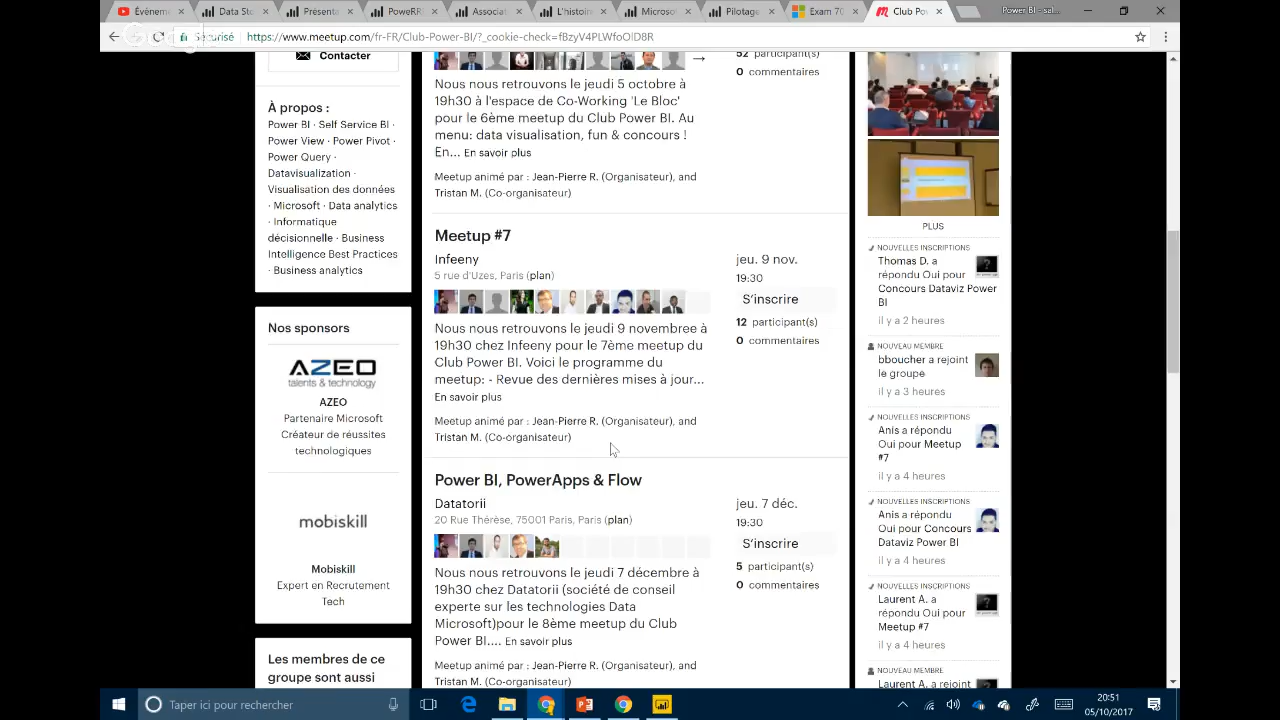 Évèneme
Data Sto
Présenta
PoweRR
Associat
L'histoire
Microso
Pilotage
Exam 70
Club Po
Power BI - sel...
Sécurisé
https://www.meetup.com/fr-FR/Club-Power-BI/?_cookie-check=fBzyV4PLWfoOlD8R
Contacter
À propos :
Power BI · Self Service BI ·
Power View · Power Pivot ·
Power Query ·
Datavisualization ·
Visualisation des données
· Microsoft · Data analytics
· Informatique
décisionnelle · Business
Intelligence Best Practices
· Business analytics
Nos sponsors
AZEO
talents & technology
AZEO
Partenaire Microsoft
Créateur de réussites
technologiques
mobiskill
Mobiskill
Expert en Recrutement
Tech
Les membres de ce
groupe sont aussi
52 participant(s)
0 commentaires
Nous nous retrouvons le jeudi 5 octobre à
19h30 à l'espace de Co-Working 'Le Bloc'
pour le 6ème meetup du Club Power BI. Au
menu: data visualisation, fun & concours !
En... En savoir plus
Meetup animé par : Jean-Pierre R. (Organisateur), and
Tristan M. (Co-organisateur)
Meetup #7
Infeeny
5 rue d'Uzes, Paris (plan)
jeu. 9 nov.
19:30
S'inscrire
12 participant(s)
0 commentaires
Nous nous retrouvons le jeudi 9 novembree à
19h30 chez Infeeny pour le 7ème meetup du
Club Power BI. Voici le programme du
meetup: - Revue des dernières mises à jour...
En savoir plus
Meetup animé par : Jean-Pierre R. (Organisateur), and
Tristan M. (Co-organisateur)
Power BI, PowerApps & Flow
Datatorii
20 Rue Thérèse, 75001 Paris, Paris (plan)
jeu. 7 déc.
19:30
S'inscrire
5 participant(s)
0 commentaires
Nous nous retrouvons le jeudi 7 décembre à
19h30 chez Datatorii (société de conseil
experte sur les technologies Data
Microsoft)pour le 8ème meetup du Club
Power BI.... En savoir plus
Meetup animé par : Jean-Pierre R. (Organisateur), and
Tristan M. (Co-organisateur)
PLUS
NOUVELLES INSCRIPTIONS
Thomas D. a
répondu Oui pour
Concours Dataviz Power
BI
il y a 2 heures
NOUVEAU MEMBRE
bboucher a rejoint
le groupe
il y a 3 heures
NOUVELLES INSCRIPTIONS
Anis a répondu
Oui pour Meetup
#7
il y a 4 heures
NOUVELLES INSCRIPTIONS
Anis a répondu
Oui pour Concours
Dataviz Power BI
il y a 4 heures
NOUVELLES INSCRIPTIONS
Laurent A. a
répondu Oui pour
Meetup #7
il y a 4 heures
NOUVEAU MEMBRE
Laurent A. a rejoint
Taper ici pour rechercher
20:51
05/10/2017